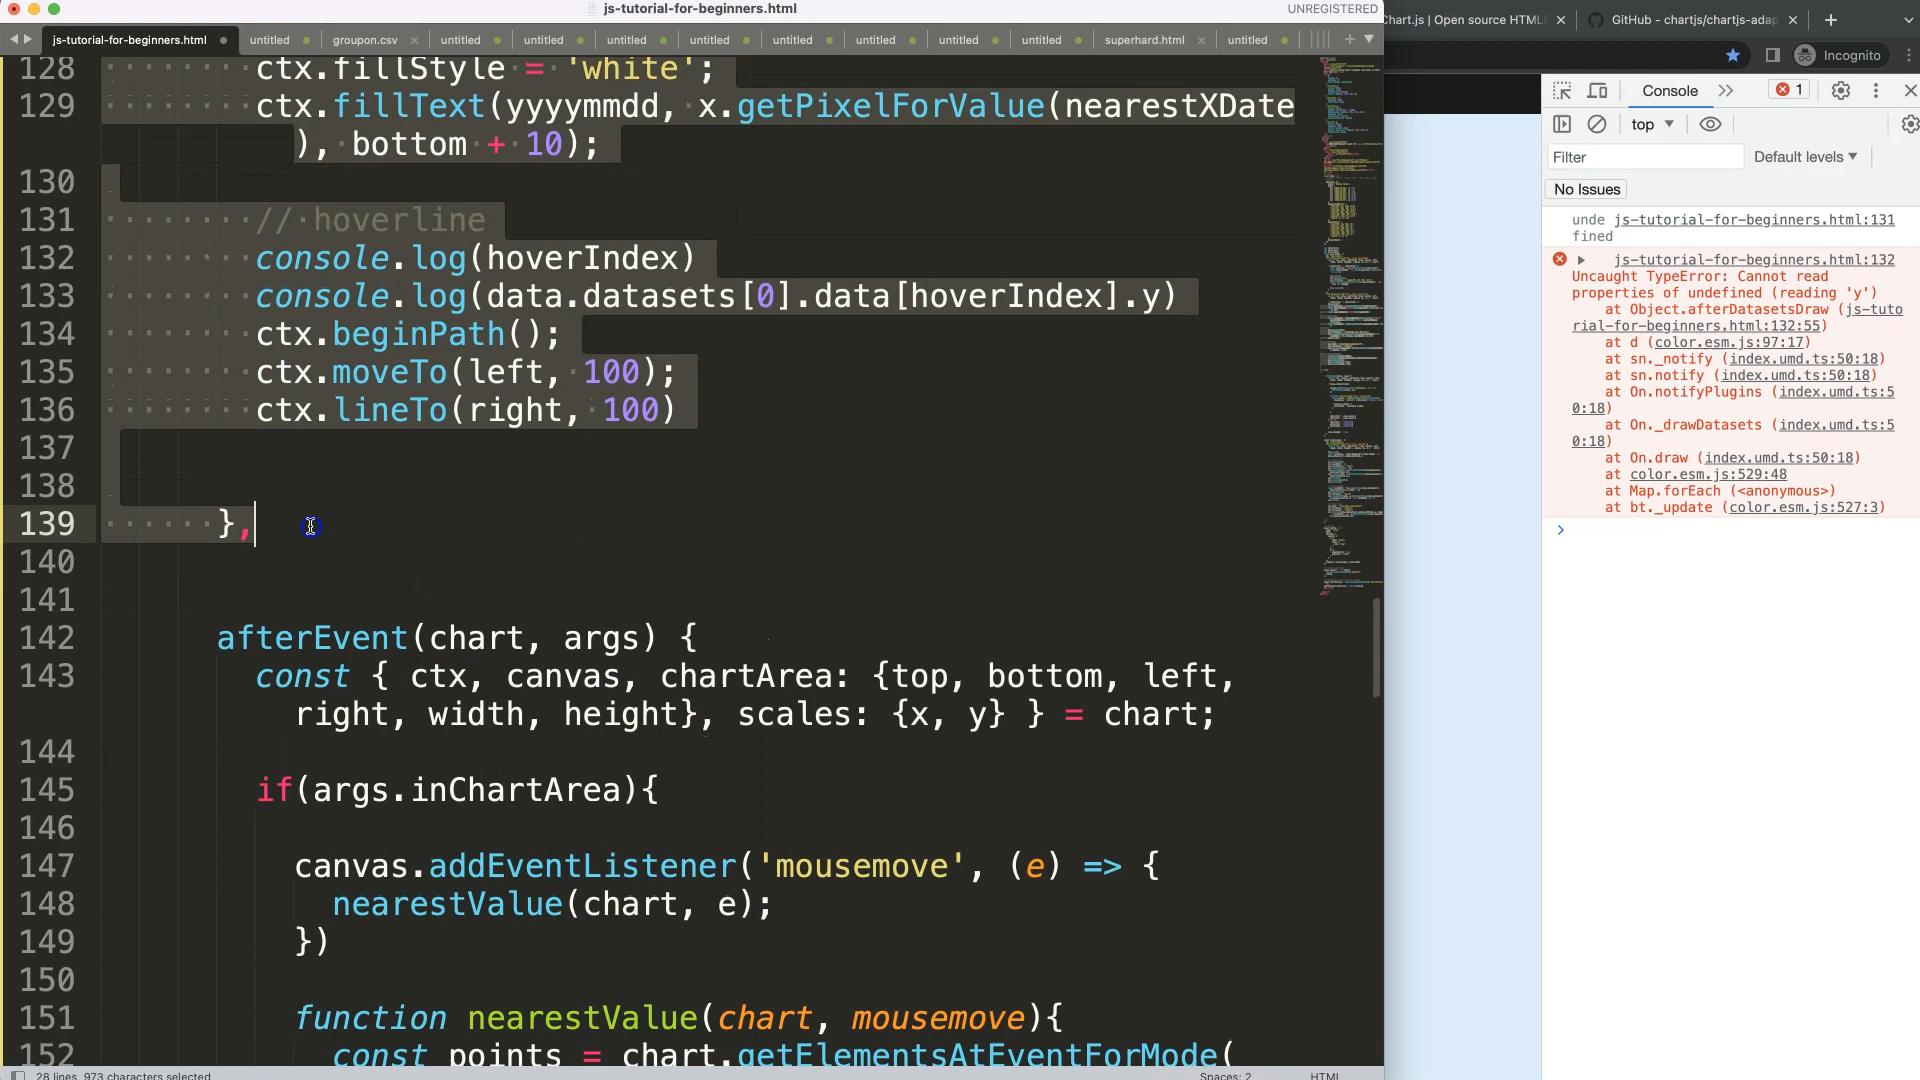 js-tutorial-for-beginners.html
UNREGISTERED
Chart.js | Open source HTML
GitHub - chartjs/chartjs-adap
js-tutorial-for-beginners.html untitled groupon.csv untitled untitled untitled untitled untitled untitled untitled untitled superhard.html untitled
Incognito
128 ctx.fillStyle = 'white';
129 ctx.fillText(yyyymmdd, x.getPixelForValue(nearestXDate
), bottom + 10);
130
131 // hoverline
132 console.log(hoverIndex)
133 console.log(data.datasets[0].data[hoverIndex].y)
134 ctx.beginPath();
135 ctx.moveTo(left, 100);
136 ctx.lineTo(right, 100)
137
138
139 },
140
141
142 afterEvent(chart, args) {
143 const { ctx, canvas, chartArea: {top, bottom, left,
right, width, height}, scales: {x, y} } = chart;
144
145 if(args.inChartArea){
146
147 canvas.addEventListener('mousemove', (e) => {
148 nearestValue(chart, e);
149 })
150
151 function nearestValue(chart, mousemove){
152 const points = chart.getElementsAtEventForMode(
28 lines, 973 characters selected
Spaces: 2
HTML
Console
1
top
Filter
Default levels
No Issues
unde js-tutorial-for-beginners.html:131
fined
js-tutorial-for-beginners.html:132
Uncaught TypeError: Cannot read
properties of undefined (reading 'y')
at Object.afterDatasetsDraw (js-tuto
rial-for-beginners.html:132:55)
at d (color.esm.js:97:17)
at sn._notify (index.umd.ts:50:18)
at sn.notify (index.umd.ts:50:18)
at On.notifyPlugins (index.umd.ts:5
0:18)
at On._drawDatasets (index.umd.ts:5
0:18)
at On.draw (index.umd.ts:50:18)
at color.esm.js:529:48
at Map.forEach (<anonymous>)
at bt._update (color.esm.js:527:3)